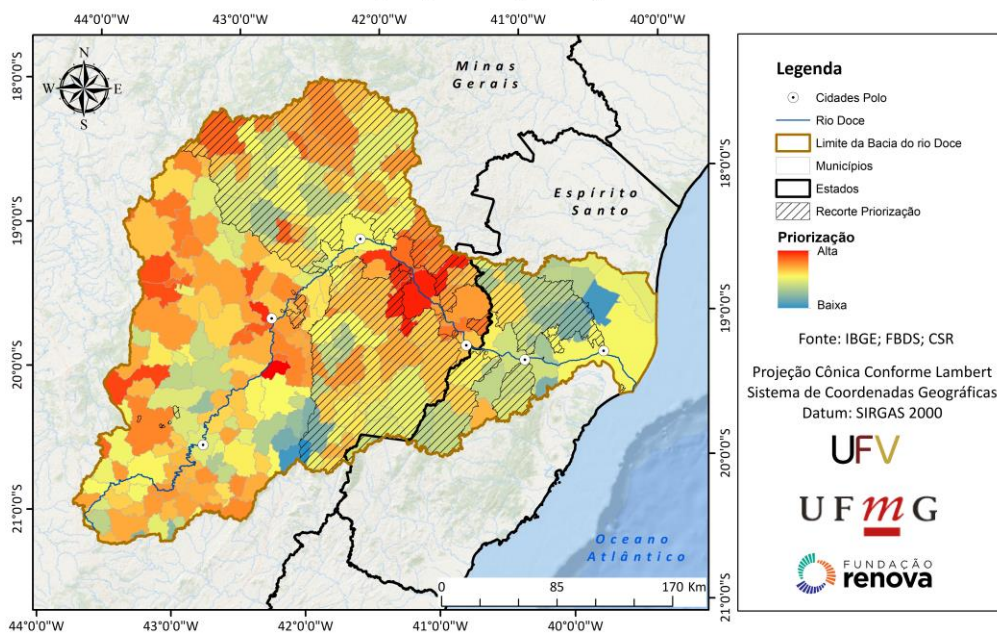 44°0'0"W 43°0'0"W 42°0'0"W 41°0'0"W 40°0'0"W
18°0'0"S
19°0'0"S
20°0'0"S
21°0'0"S
N
W E
S
Minas
Gerais
Espírito
Santo
Oceano
Atlântico
0 85 170 Km
18°0'0"S
19°0'0"S
20°0'0"S
21°0'0"S
44°0'0"W 43°0'0"W 42°0'0"W 41°0'0"W 40°0'0"W
Legenda
Cidades Polo
Rio Doce
Limite da Bacia do rio Doce
Municípios
Estados
Recorte Priorização
Priorização
Alta
Baixa
Fonte: IBGE; FBDS; CSR
Projeção Cônica Conforme Lambert
Sistema de Coordenadas Geográficas
Datum: SIRGAS 2000
UFV
UFmG
FUNDAÇÃO
renova